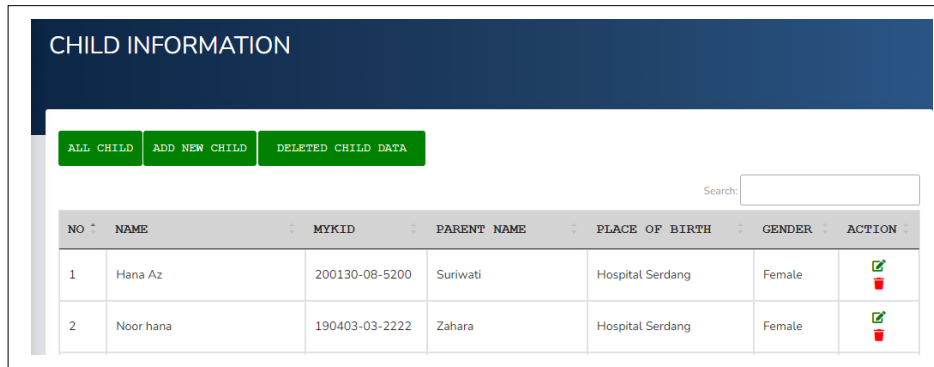 CHILD INFORMATION
ALL CHILD ADD NEW CHILD DELETED CHILD DATA
Search:
NO NAME MYKID PARENT NAME PLACE OF BIRTH GENDER ACTION
1 Hana Az 200130-08-5200 Suriwati Hospital Serdang Female
2 Noor hana 190403-03-2222 Zahara Hospital Serdang Female